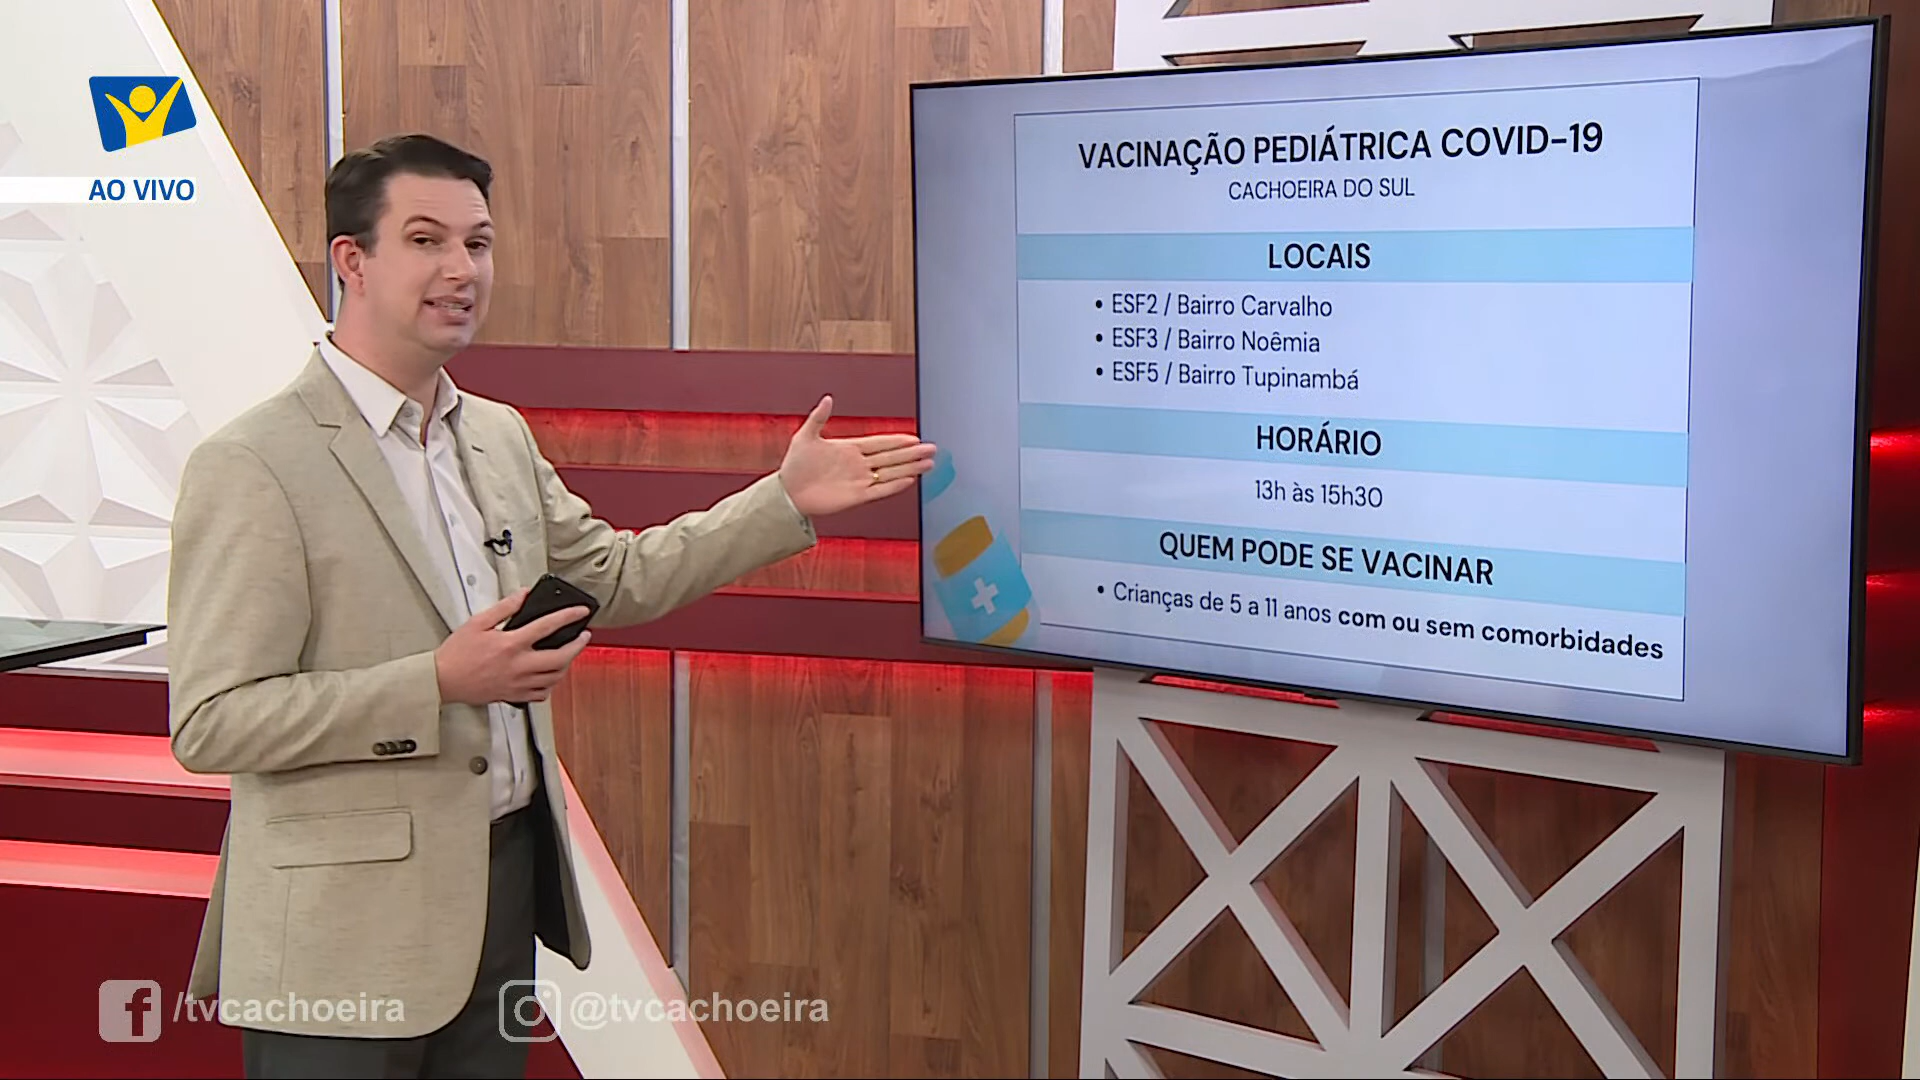 AO VIVO
VACINAÇÃO PEDIÁTRICA COVID-19
CACHOEIRA DO SUL
LOCAIS
• ESF2 / Bairro Carvalho
• ESF3 / Bairro Noêmia
• ESF5 / Bairro Tupinambá
HORÁRIO
13h às 15h30
QUEM PODE SE VACINAR
• Crianças de 5 a 11 anos com ou sem comorbidades
/tvcachoeira
@tvcachoeira